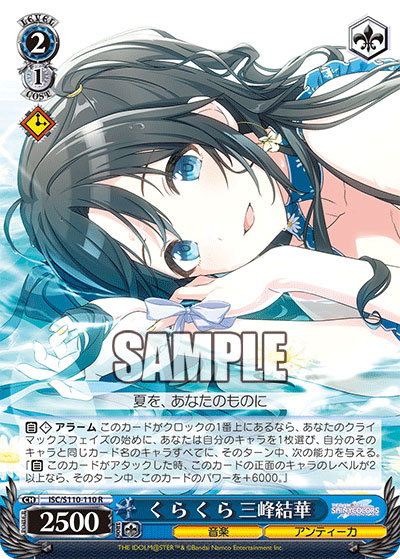 LEVEL
2
1
COST
SAMPLE
夏を、あなたのものに
【自】 アラーム このカードがクロックの1番上にあるなら、あなたのクライ
マックスフェイズの始めに、あなたは自分のキャラを1枚選び、自分のそ
のキャラと同じカード名のキャラすべてに、そのターン中、次の能力を与える。
『【自】 このカードがアタックした時、このカードの正面のキャラのレベルが2
以上なら、そのターン中、このカードのパワーを+6000。』
CH ISC/S110-110 R
POWER 2500
くらくら 三峰結華
THE IDOLM@STER SHINYCOLORS
音楽 アンティーカ
THE IDOLM@STER™& ©Bandai Namco Entertainment Inc.